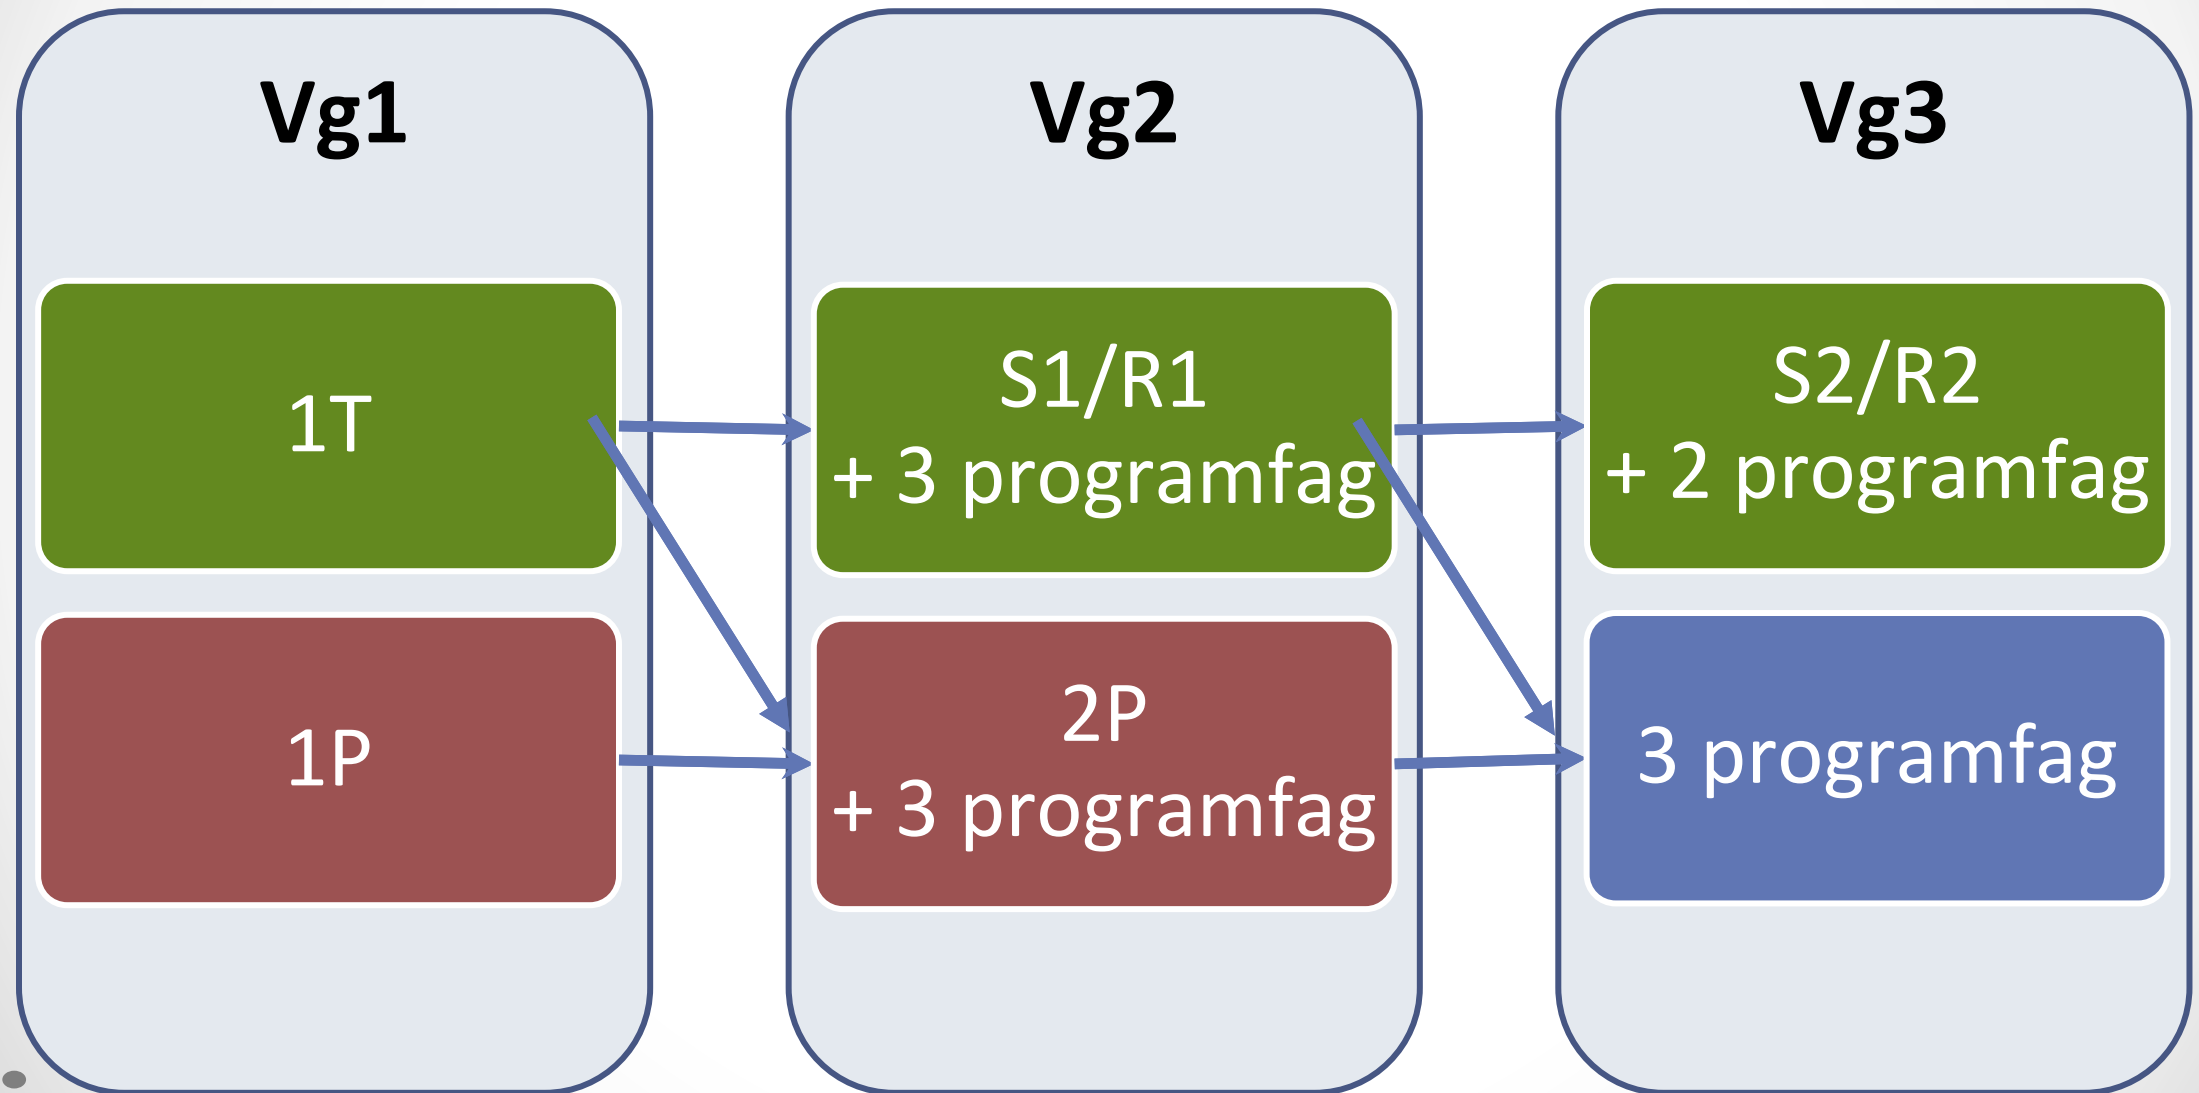 Vg1
1T
1P
Vg2
S1/R1
+ 3 programfag
2P
+ 3 programfag
Vg3
S2/R2
+ 2 programfag
3 programfag